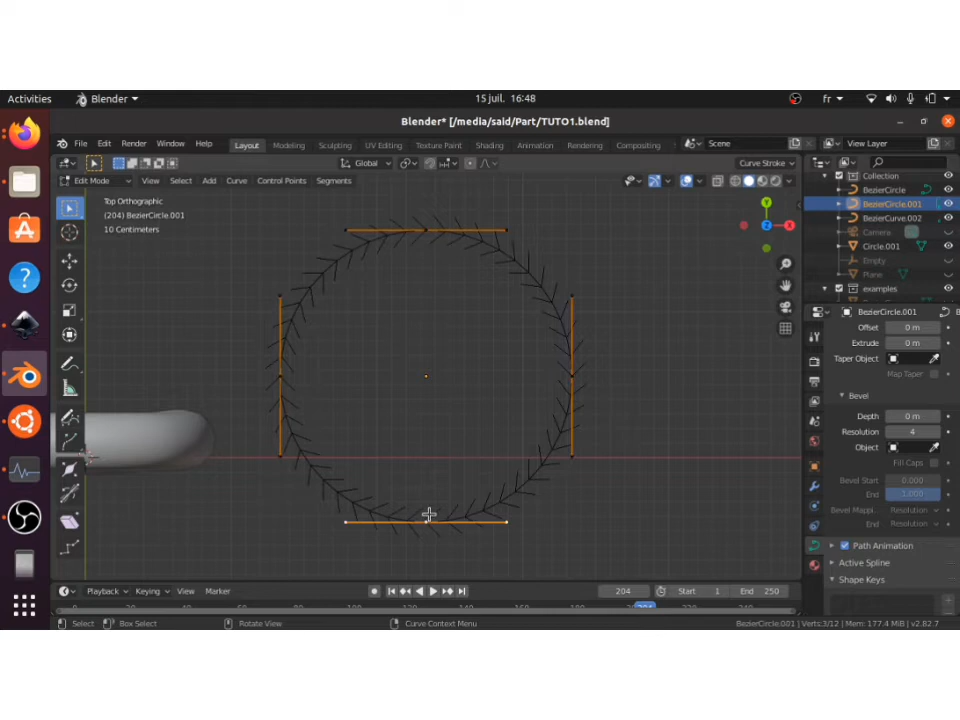 Activities Blender 15 juil. 16:48 fr
Blender* [/media/said/Part/TUTO1.blend]
File Edit Render Window Help Layout Modeling Sculpting UV Editing Texture Paint Shading Animation Rendering Compositing Scene View Layer
Global Curve Stroke
Edit Mode View Select Add Curve Control Points Segments
Collection
BezierCircle
BezierCircle.001
BezierCurve.002
Camera
Circle.001
Empty
Plane
examples
Top Orthographic
(204) BezierCircle.001
10 Centimeters
Y
Z
X
BezierCircle.001
Offset 0 m
Extrude 0 m
Taper Object
Map Taper
Bevel
Depth 0 m
Resolution 4
Object
Fill Caps
Bevel Start 0.000
End 1.000
Bevel Mappi.. Resolution
End Resolution
Path Animation
Active Spline
Shape Keys
Playback Keying View Marker 204 Start 1 End 250
Select Box Select Rotate View Curve Context Menu BezierCircle.001 | Verts:3/12 | Mem: 177.4 MiB | v2.82.7